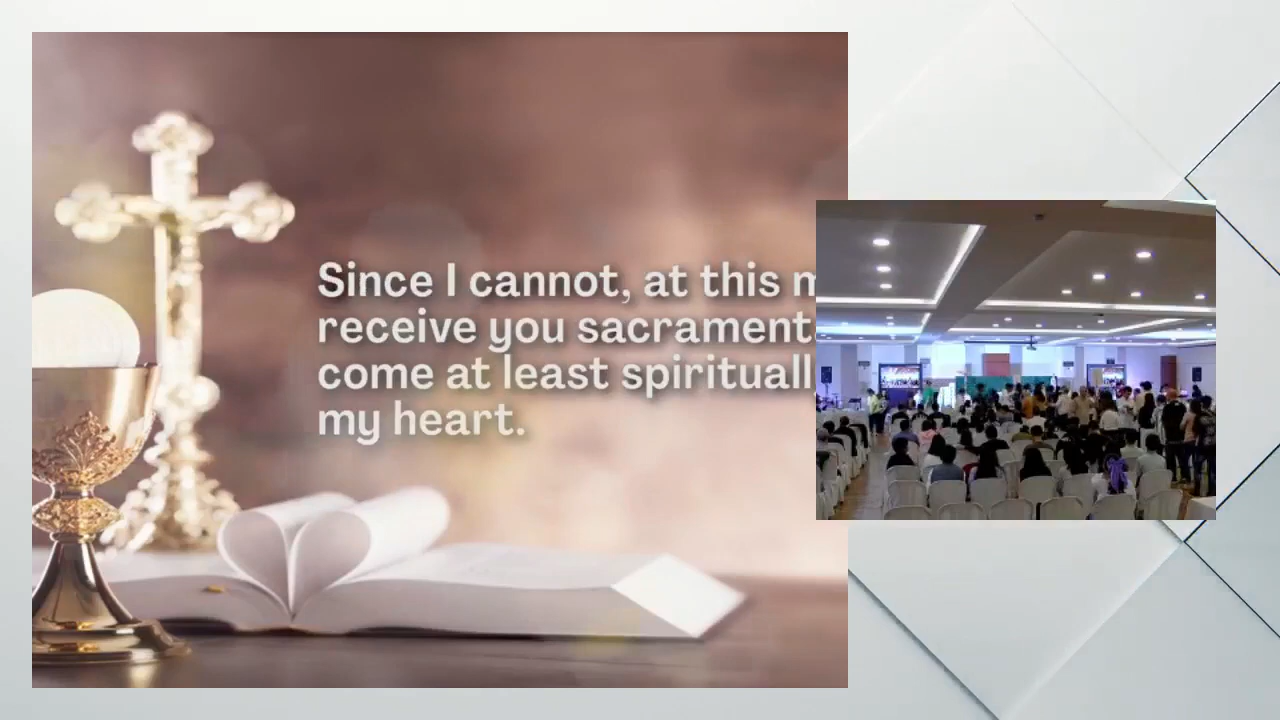 Since I cannot, at this
receive you sacrament
come at least spirituall
my heart.